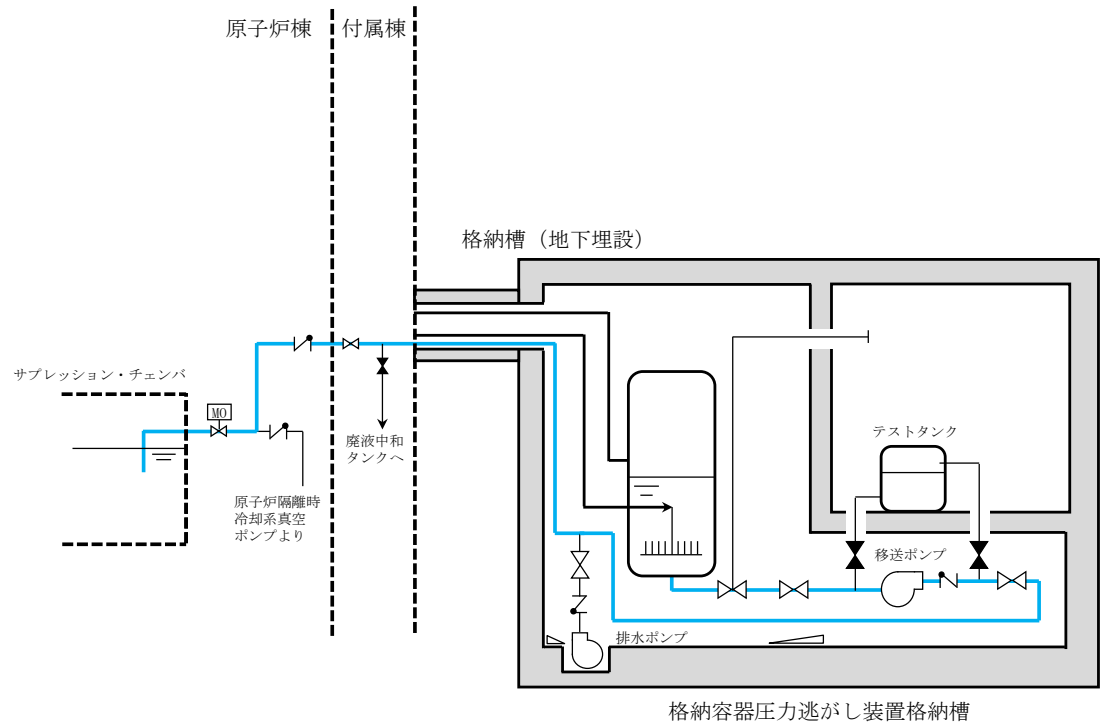 原子炉棟
付属棟
格納槽（地下埋設）
サプレッション・チェンバ
MO
廃液中和
タンクへ
原子炉隔離時
冷却系真空
ポンプより
テストタンク
移送ポンプ
排水ポンプ
格納容器圧力逃がし装置格納槽